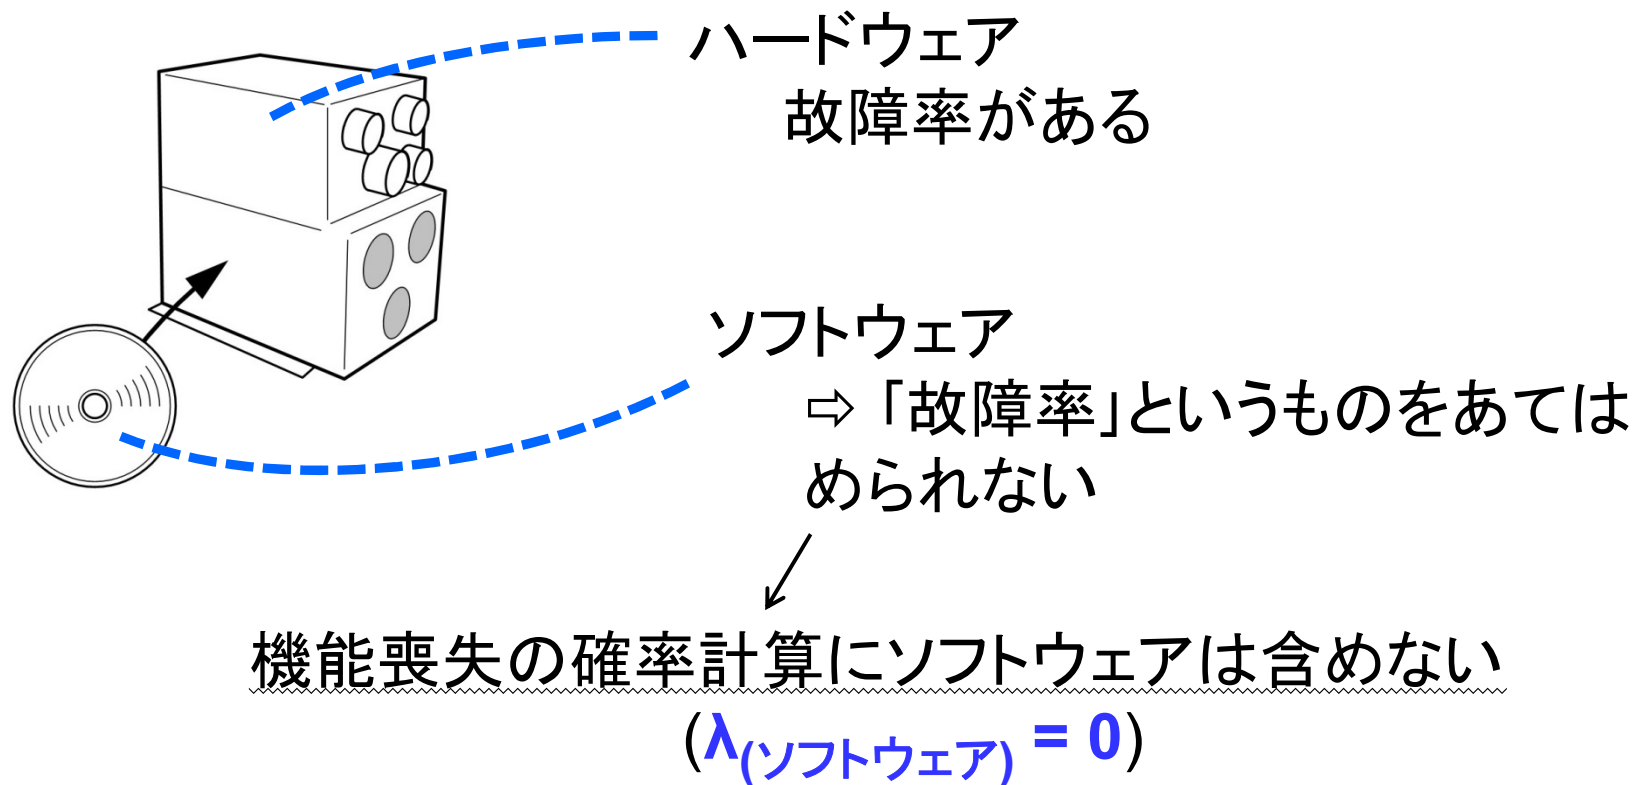 ハードウェア
故障率がある
ソフトウェア
⇨「故障率」というものをあては
められない
機能喪失の確率計算にソフトウェアは含めない
(λ(ソフトウェア) = 0)